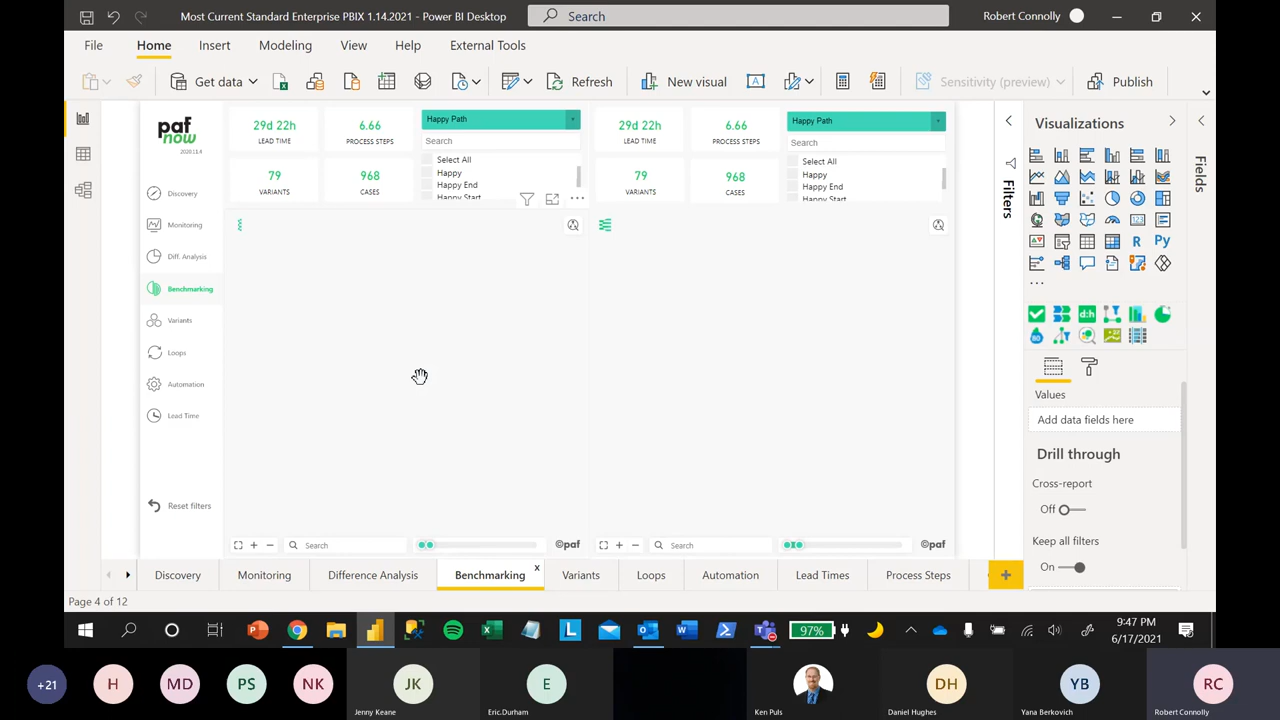 Most Current Standard Enterprise PBIX 1.14.2021 - Power BI Desktop
Search
Robert Connolly
File Home Insert Modeling View Help External Tools
Get data
Refresh
New visual
Sensitivity (preview)
Publish
paf
now
2020.11.4
Discovery
Monitoring
Diff. Analysis
Benchmarking
Variants
Loops
Automation
Lead Time
Reset filters
29d 22h
LEAD TIME
6.66
PROCESS STEPS
79
VARIANTS
968
CASES
Happy Path
Search
Select All
Happy
Happy End
Happy Start
Search
©paf
29d 22h
LEAD TIME
6.66
PROCESS STEPS
79
VARIANTS
968
CASES
Happy Path
Search
Select All
Happy
Happy End
Happy Start
Search
©paf
Filters
Visualizations
R Py
d:h
Values
Add data fields here
Drill through
Cross-report
Off
Keep all filters
On
Fields
Discovery Monitoring Difference Analysis Benchmarking x Variants Loops Automation Lead Times Process Steps
Page 4 of 12
97%
9:47 PM
6/17/2021
+21
H
MD
PS
NK
JK
Jenny Keane
E
Eric.Durham
Ken Puls
DH
Daniel Hughes
YB
Yana Berkovich
RC
Robert Connolly